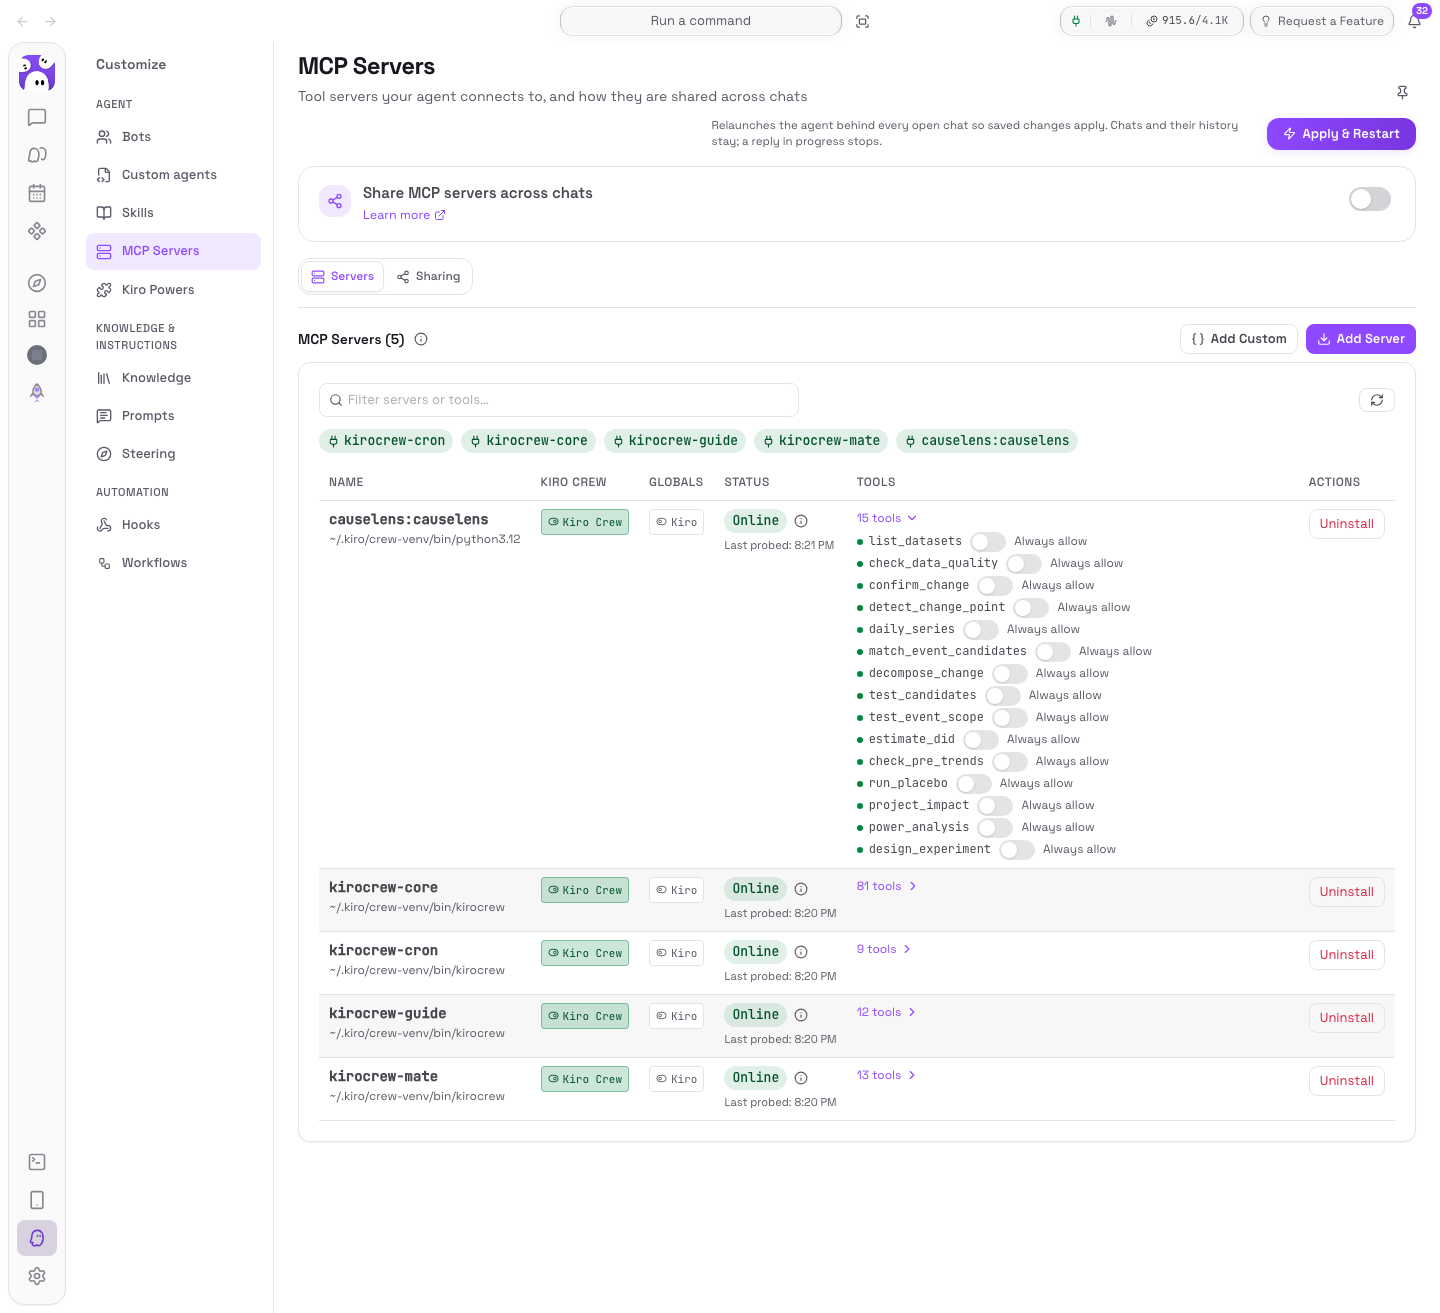 Run a command
915.6/4.1K
Request a Feature
32
Customize
AGENT
Bots
Custom agents
Skills
MCP Servers
Kiro Powers
KNOWLEDGE &
INSTRUCTIONS
Knowledge
Prompts
Steering
AUTOMATION
Hooks
Workflows
MCP Servers
Tool servers your agent connects to, and how they are shared across chats
Relaunches the agent behind every open chat so saved changes apply. Chats and their history
stay; a reply in progress stops.
Apply & Restart
Share MCP servers across chats
Learn more
Servers
Sharing
MCP Servers (5)
{ } Add Custom
Add Server
Filter servers or tools...
kirocrew-cron
kirocrew-core
kirocrew-guide
kirocrew-mate
causelens:causelens
NAME KIRO CREW GLOBALS STATUS TOOLS ACTIONS
causelens:causelens
~/.kiro/crew-venv/bin/python3.12
Kiro Crew
Kiro
Online
Last probed: 8:21 PM
15 tools
list_datasets Always allow
check_data_quality Always allow
confirm_change Always allow
detect_change_point Always allow
daily_series Always allow
match_event_candidates Always allow
decompose_change Always allow
test_candidates Always allow
test_event_scope Always allow
estimate_did Always allow
check_pre_trends Always allow
run_placebo Always allow
project_impact Always allow
power_analysis Always allow
design_experiment Always allow
Uninstall
kirocrew-core
~/.kiro/crew-venv/bin/kirocrew
Kiro Crew
Kiro
Online
Last probed: 8:20 PM
81 tools
Uninstall
kirocrew-cron
~/.kiro/crew-venv/bin/kirocrew
Kiro Crew
Kiro
Online
Last probed: 8:20 PM
9 tools
Uninstall
kirocrew-guide
~/.kiro/crew-venv/bin/kirocrew
Kiro Crew
Kiro
Online
Last probed: 8:20 PM
12 tools
Uninstall
kirocrew-mate
~/.kiro/crew-venv/bin/kirocrew
Kiro Crew
Kiro
Online
Last probed: 8:20 PM
13 tools
Uninstall